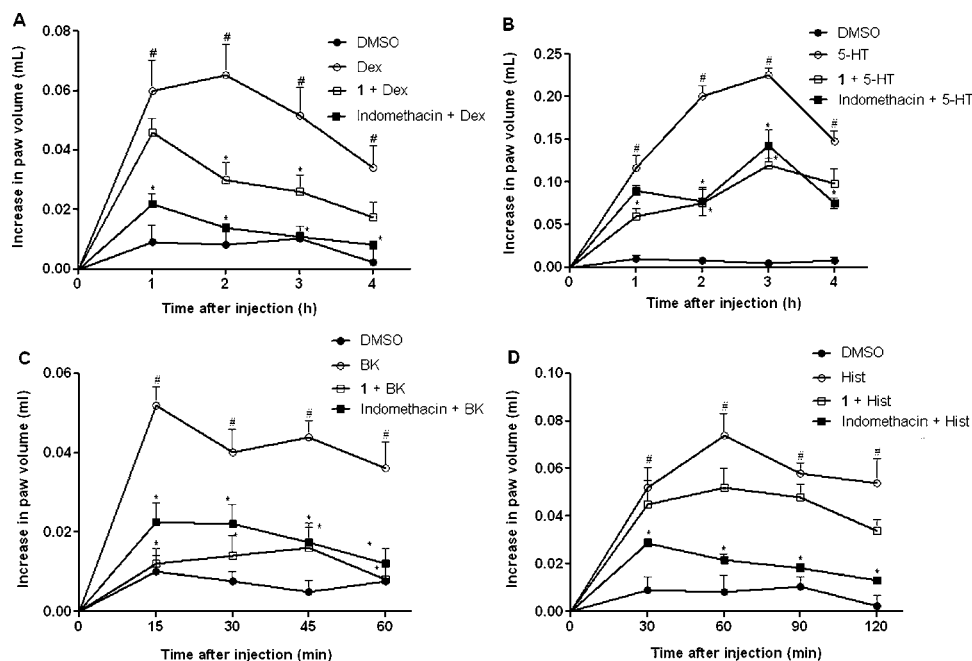 A
Increase in paw volume (mL)
0.08
0.06
0.04
0.02
0.00
0
1
2
3
4
Time after injection (h)
DMSO
Dex
1 + Dex
Indomethacin + Dex
# # # #
* * * * * *
B
Increase in paw volume (mL)
0.25
0.20
0.15
0.10
0.05
0.00
0
1
2
3
4
Time after injection (h)
DMSO
5-HT
1 + 5-HT
Indomethacin + 5-HT
# # # #
* * * * * *
C
Increase in paw volume (ml)
0.06
0.04
0.02
0.00
0
15
30
45
60
Time after injection (min)
DMSO
BK
1 + BK
Indomethacin + BK
# # # #
* * * * * * * *
D
Increase in paw volume (ml)
0.10
0.08
0.06
0.04
0.02
0.00
0
30
60
90
120
Time after injection (min)
DMSO
Hist
1 + Hist
Indomethacin + Hist
# # # #
* * * *